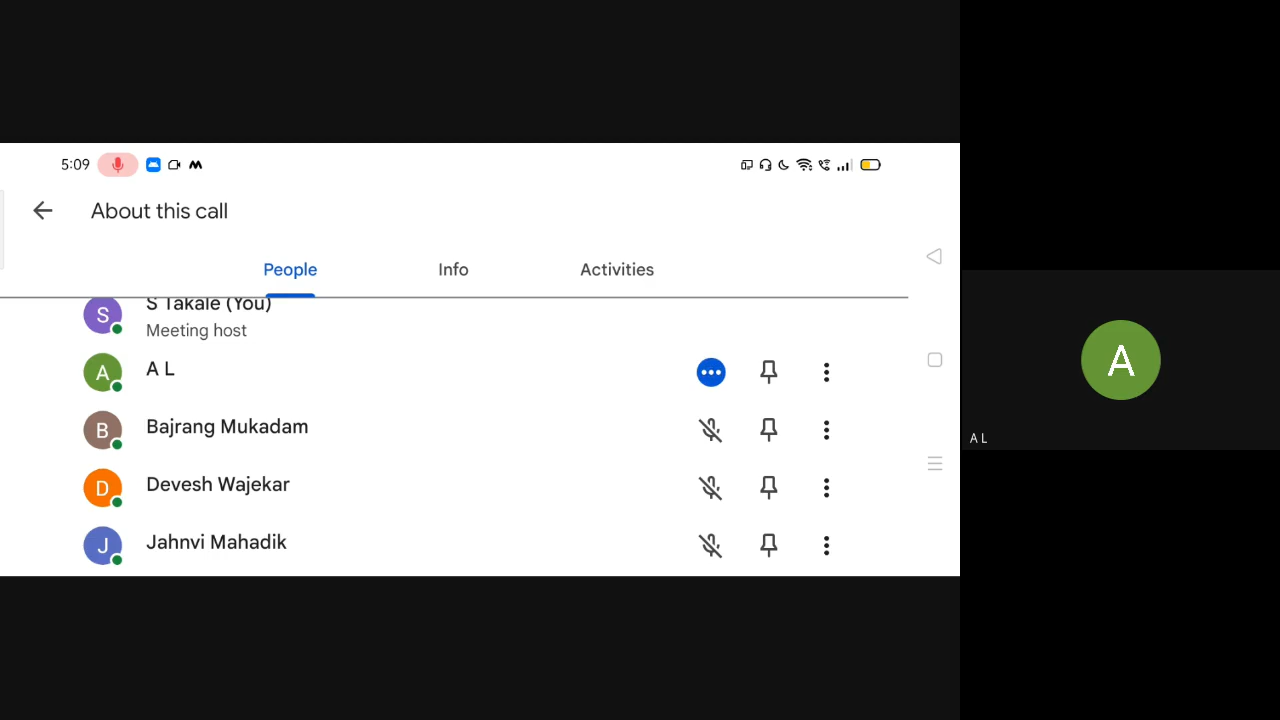 5:09
About this call
People Info Activities
S Takale (You)
S
Meeting host
A A L
B Bajrang Mukadam
D Devesh Wajekar
J Jahnvi Mahadik
A
A L